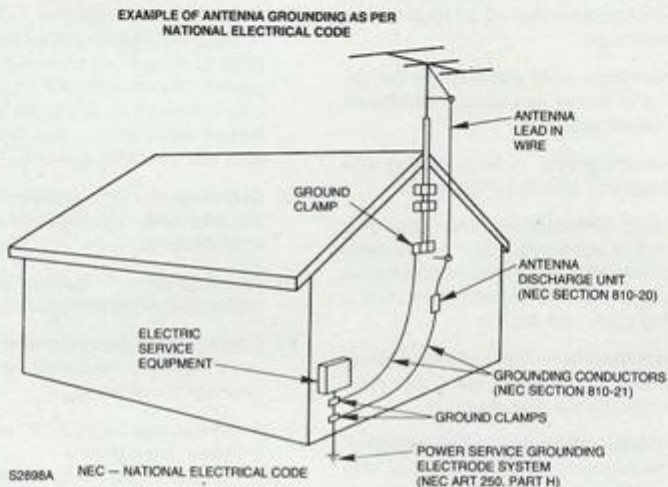 EXAMPLE OF ANTENNA GROUNDING AS PER
NATIONAL ELECTRICAL CODE
ANTENNA
LEAD IN
WIRE
GROUND
CLAMP
ANTENNA
DISCHARGE UNIT
(NEC SECTION 810-20)
ELECTRIC
SERVICE
EQUIPMENT
GROUNDING CONDUCTORS
(NEC SECTION 810-21)
GROUND CLAMPS
POWER SERVICE GROUNDING
ELECTRODE SYSTEM
(NEC ART 250, PART H)
S2898A
NEC — NATIONAL ELECTRICAL CODE